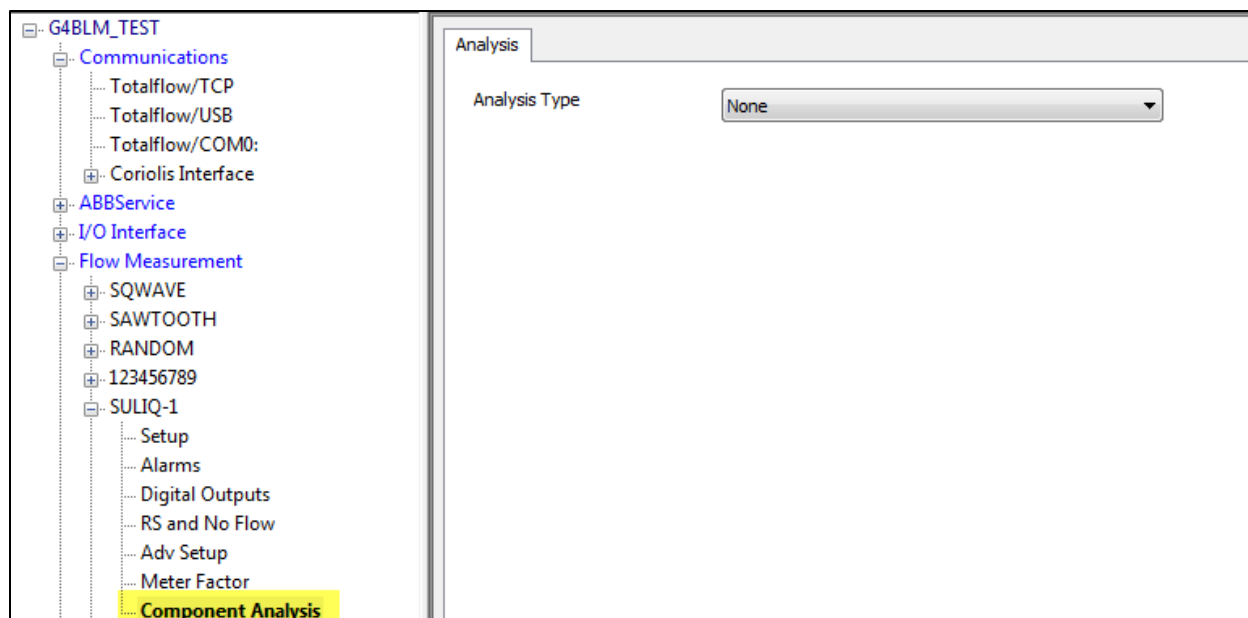 G4BLM_TEST
Communications
Totalflow/TCP
Totalflow/USB
Totalflow/COM0:
Coriolis Interface
ABBService
I/O Interface
Flow Measurement
SQWAVE
SAWTOOTH
RANDOM
123456789
SULIQ-1
Setup
Alarms
Digital Outputs
RS and No Flow
Adv Setup
Meter Factor
Component Analysis
Analysis
Analysis Type
None